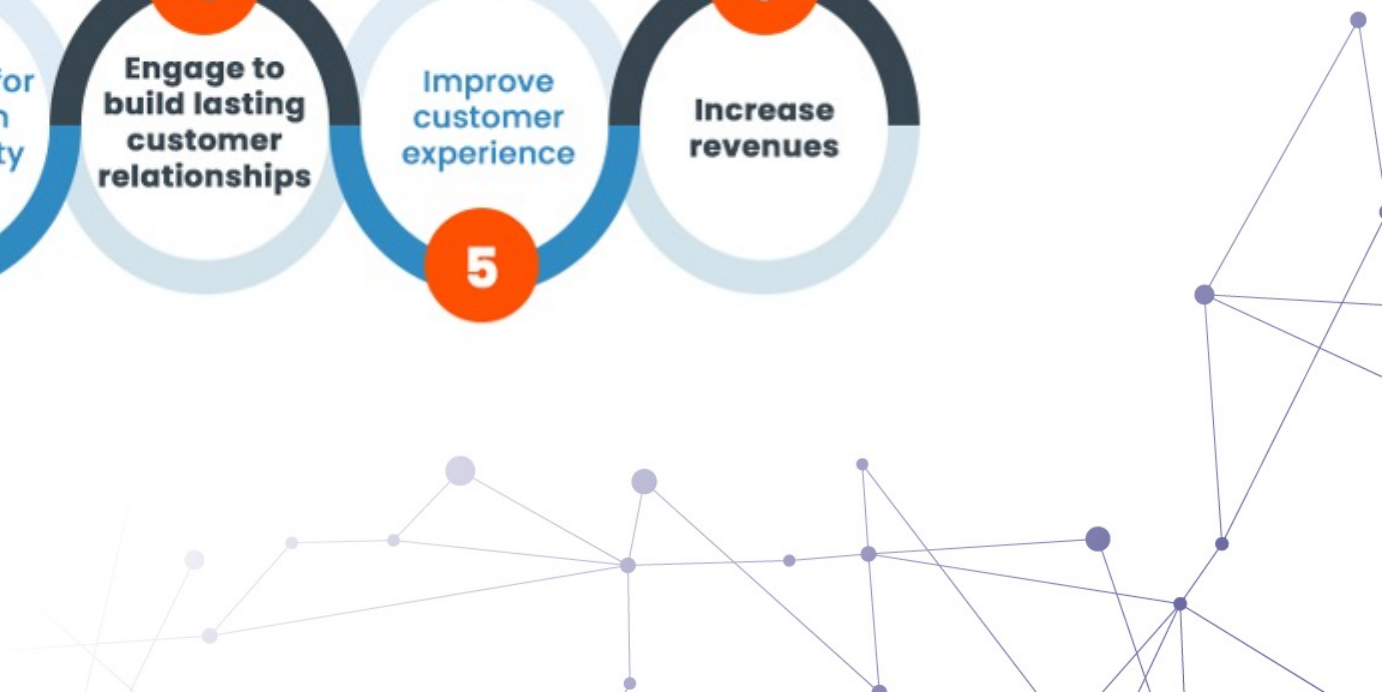 Engage to
build lasting
customer
relationships
Improve
customer
experience
5
Increase
revenues